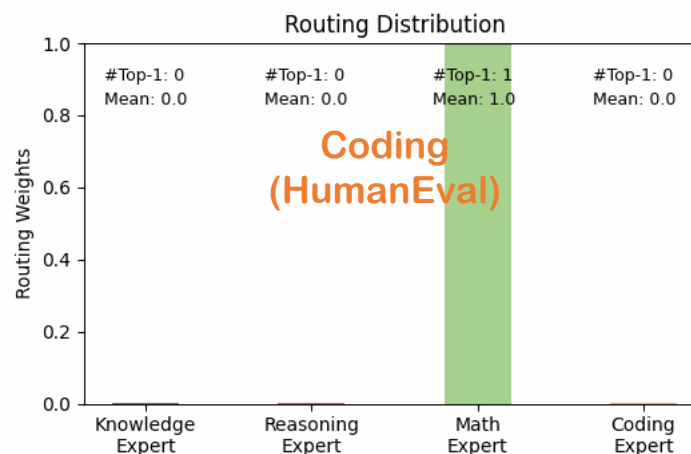 Routing Distribution
#Top-1: 0 #Top-1: 0 #Top-1: 1 #Top-1: 0
Mean: 0.0 Mean: 0.0 Mean: 1.0 Mean: 0.0
Coding
(HumanEval)
Routing Weights
1.0
0.8
0.6
0.4
0.2
0.0
Knowledge Expert
Reasoning Expert
Math Expert
Coding Expert